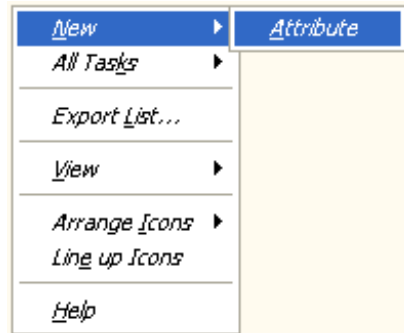 New
Attribute
All Tasks
Export List...
View
Arrange Icons
Line up Icons
Help